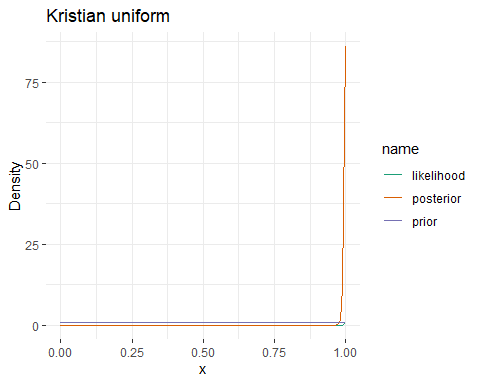 Kristian uniform
Density
75
50
25
0
0.00 0.25 0.50 0.75 1.00
x
name
likelihood
posterior
prior